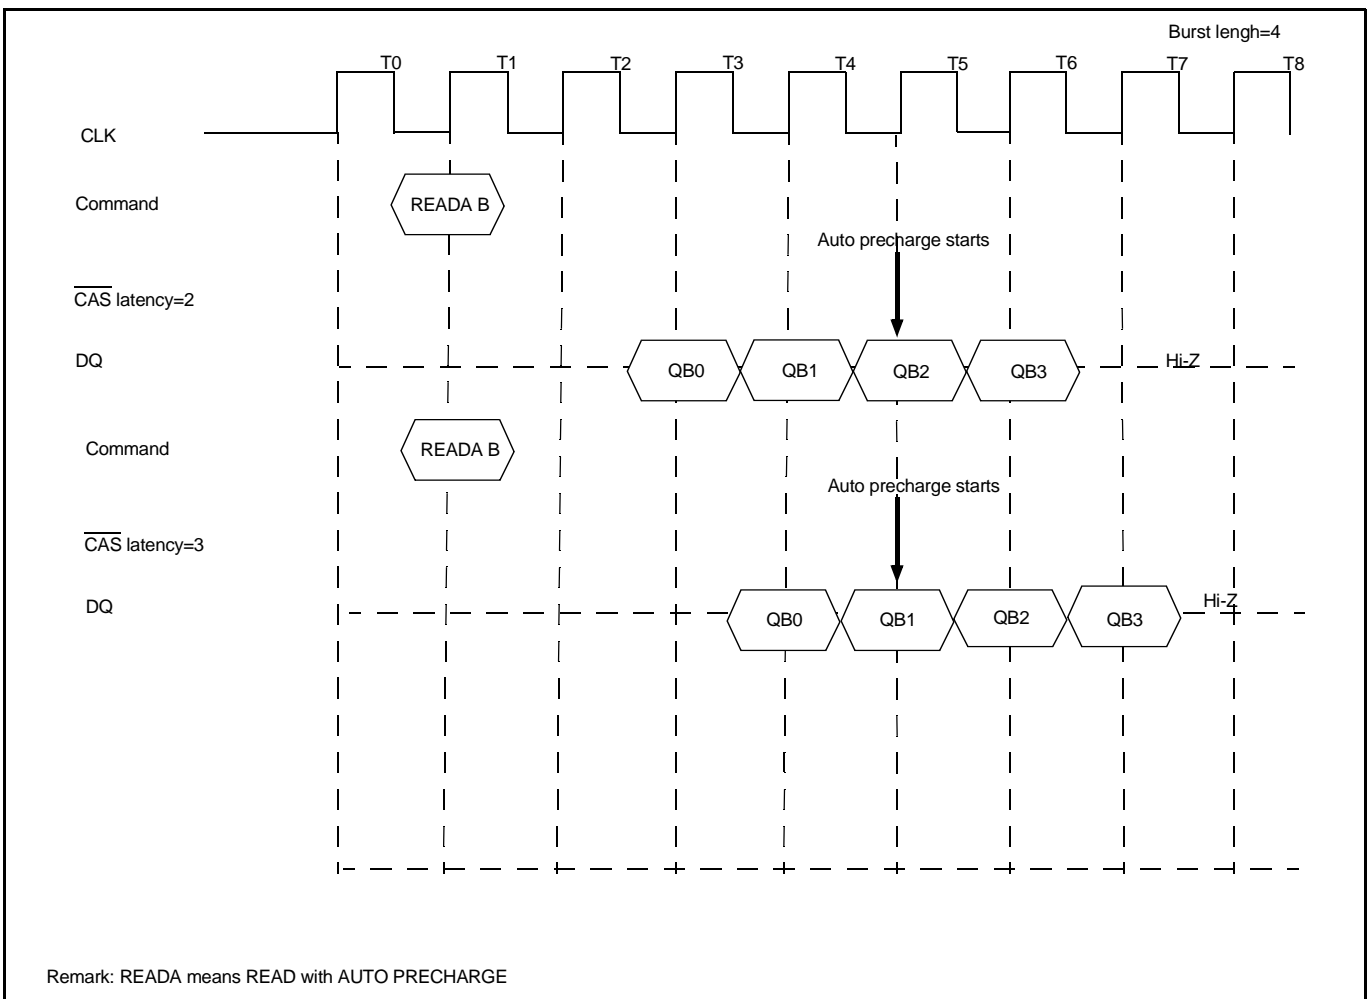 Burst lengh=4
T0 T1 T2 T3 T4 T5 T6 T7 T8
CLK
Command
READA B
Auto precharge starts
CAS latency=2
DQ
QB0 QB1 QB2 QB3
Hi-Z
Command
READA B
Auto precharge starts
CAS latency=3
DQ
QB0 QB1 QB2 QB3
Hi-Z
Remark: READA means READ with AUTO PRECHARGE